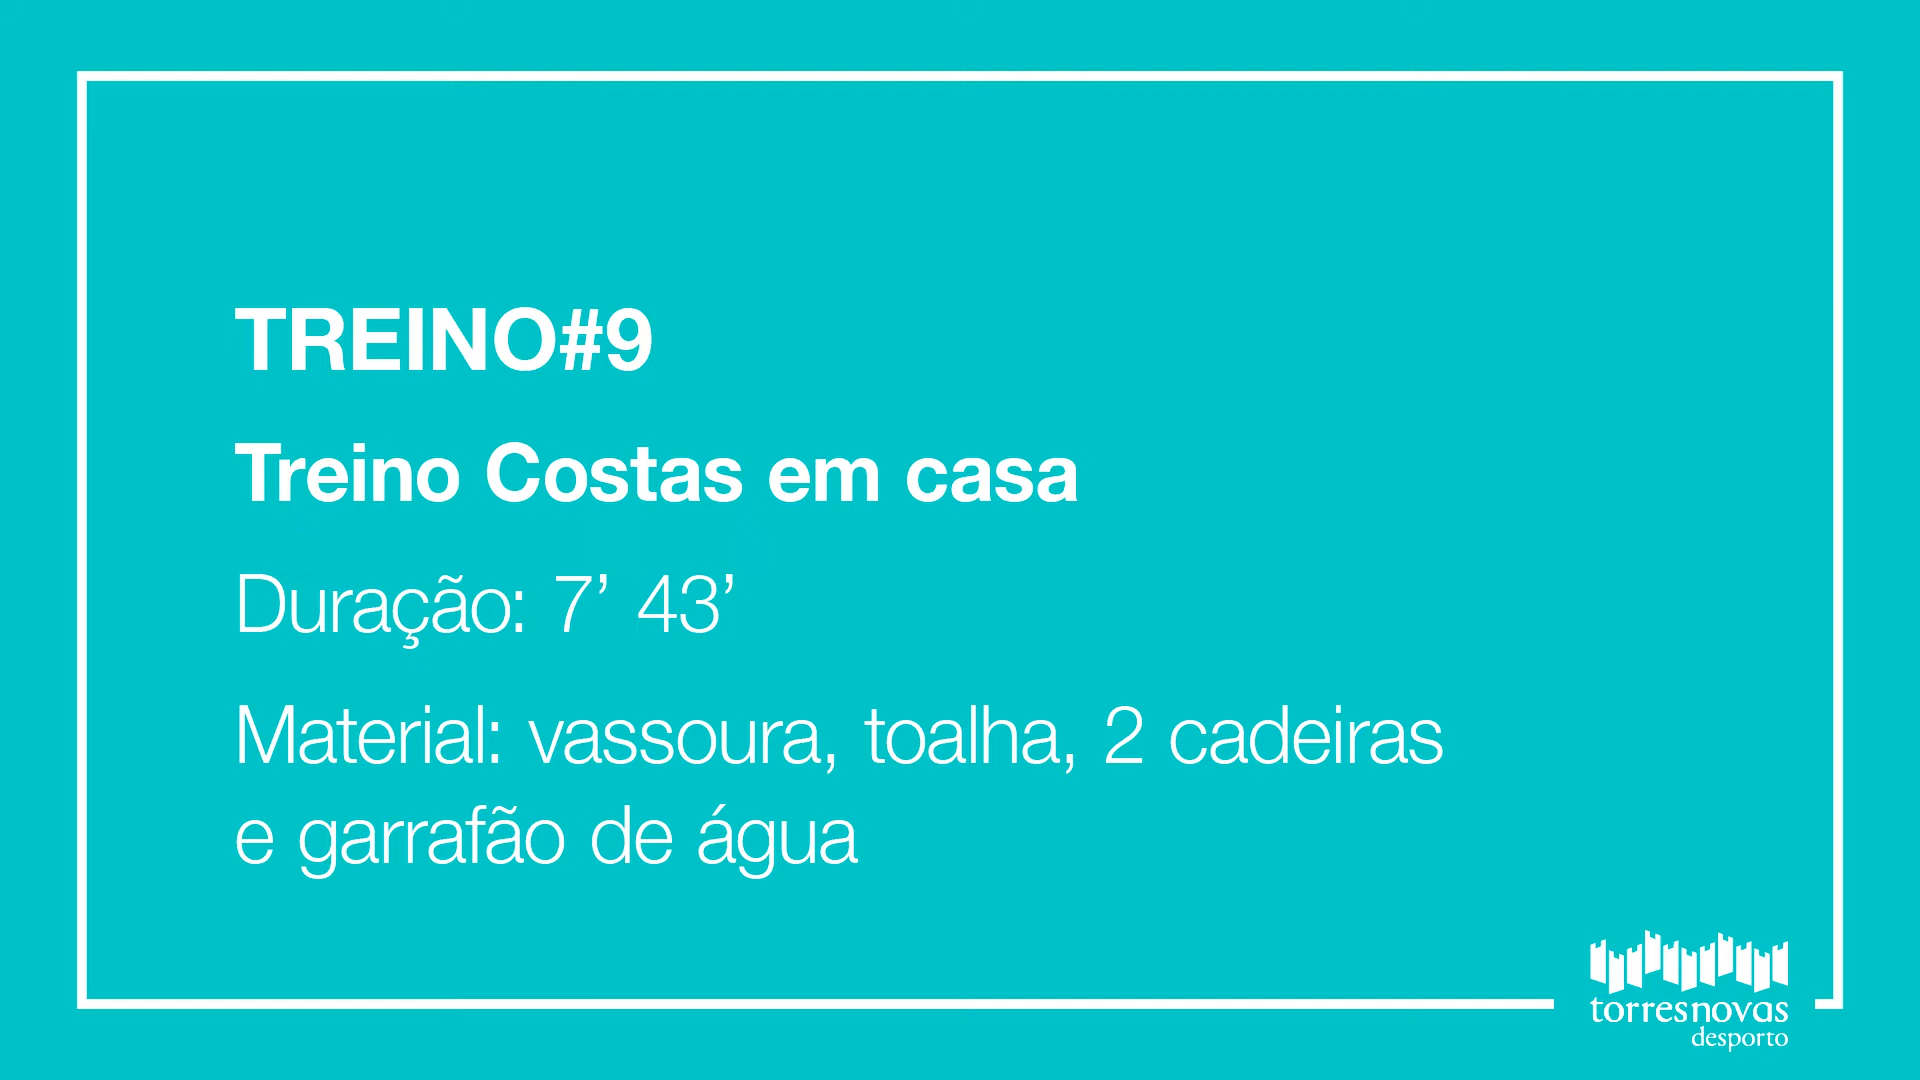 TREINO#9
Treino Costas em casa
Duração: 7’ 43’
Material: vassoura, toalha, 2 cadeiras
e garrafão de água
torresnovas
desporto